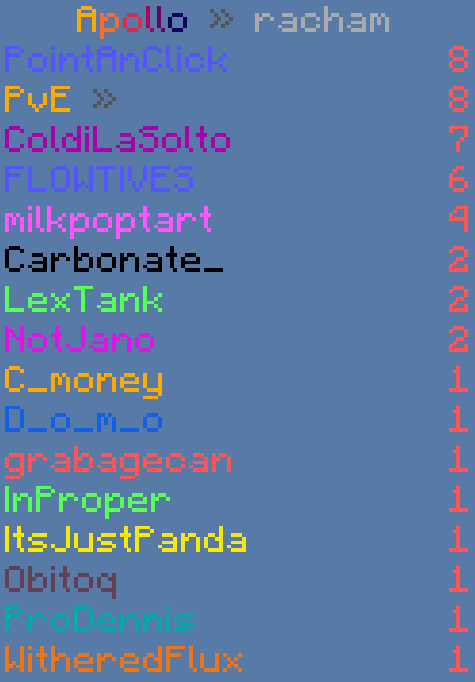 Apollo » racham
PointAnClick 8
PvE » 8
ColdiLaSolto 7
FLOWTIVES 6
milkpoptart 4
Carbonate_ 2
LexTank 2
NotJano 2
C_money 1
D_o_m_o 1
grabagecan 1
InProper 1
ItsJustPanda 1
Obitoq 1
ProDennis 1
WitheredFlux 1